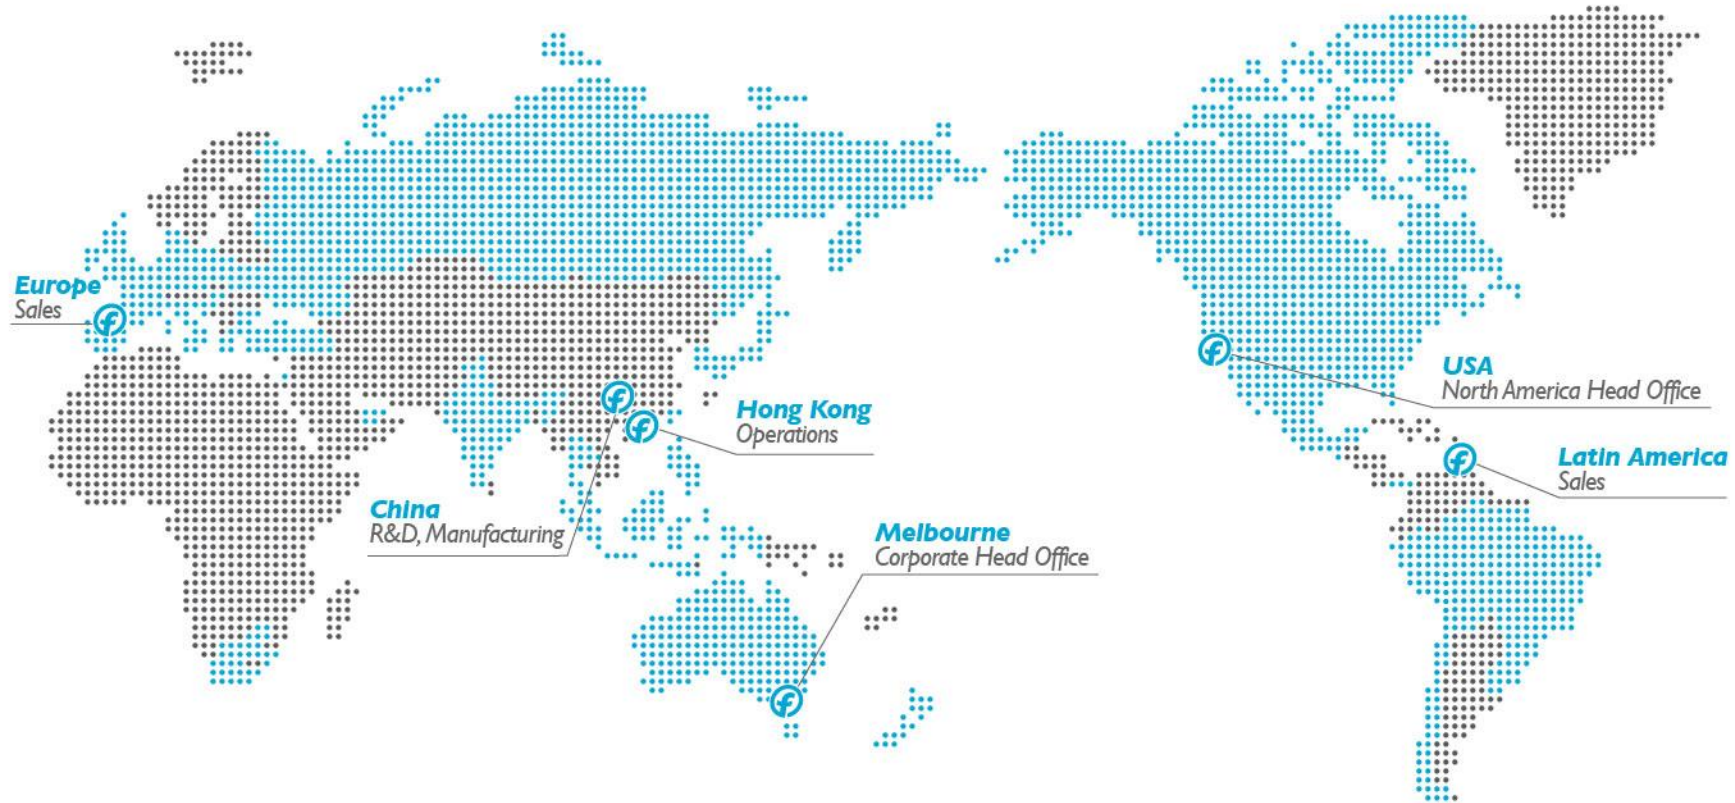 Europe
Sales
China
R&D, Manufacturing
Hong Kong
Operations
Melbourne
Corporate Head Office
USA
North America Head Office
Latin America
Sales